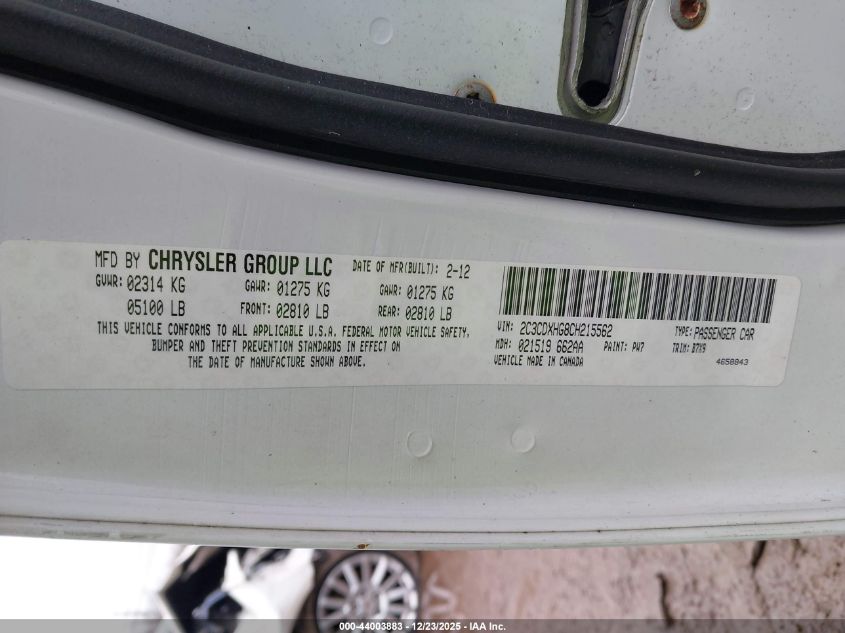 MFD BY CHRYSLER GROUP LLC DATE OF MFR(BUILT): 2-12
GVWR: 02314 KG GAWR: 01275 KG GAWR: 01275 KG
05100 LB FRONT: 02810 LB REAR: 02810 LB
THIS VEHICLE CONFORMS TO ALL APPLICABLE U.S.A. FEDERAL MOTOR VEHICLE SAFETY,
BUMPER AND THEFT PREVENTION STANDARDS IN EFFECT ON
THE DATE OF MANUFACTURE SHOWN ABOVE.
VIN: 2C3CDXHG0CH215562 TYPE: PASSENGER CAR
MDH: 021519 662AA PAINT: PW7 TRIM: B7X9
VEHICLE MADE IN CANADA 4658843
000-44003883 - 12/23/2025 - IAA Inc.